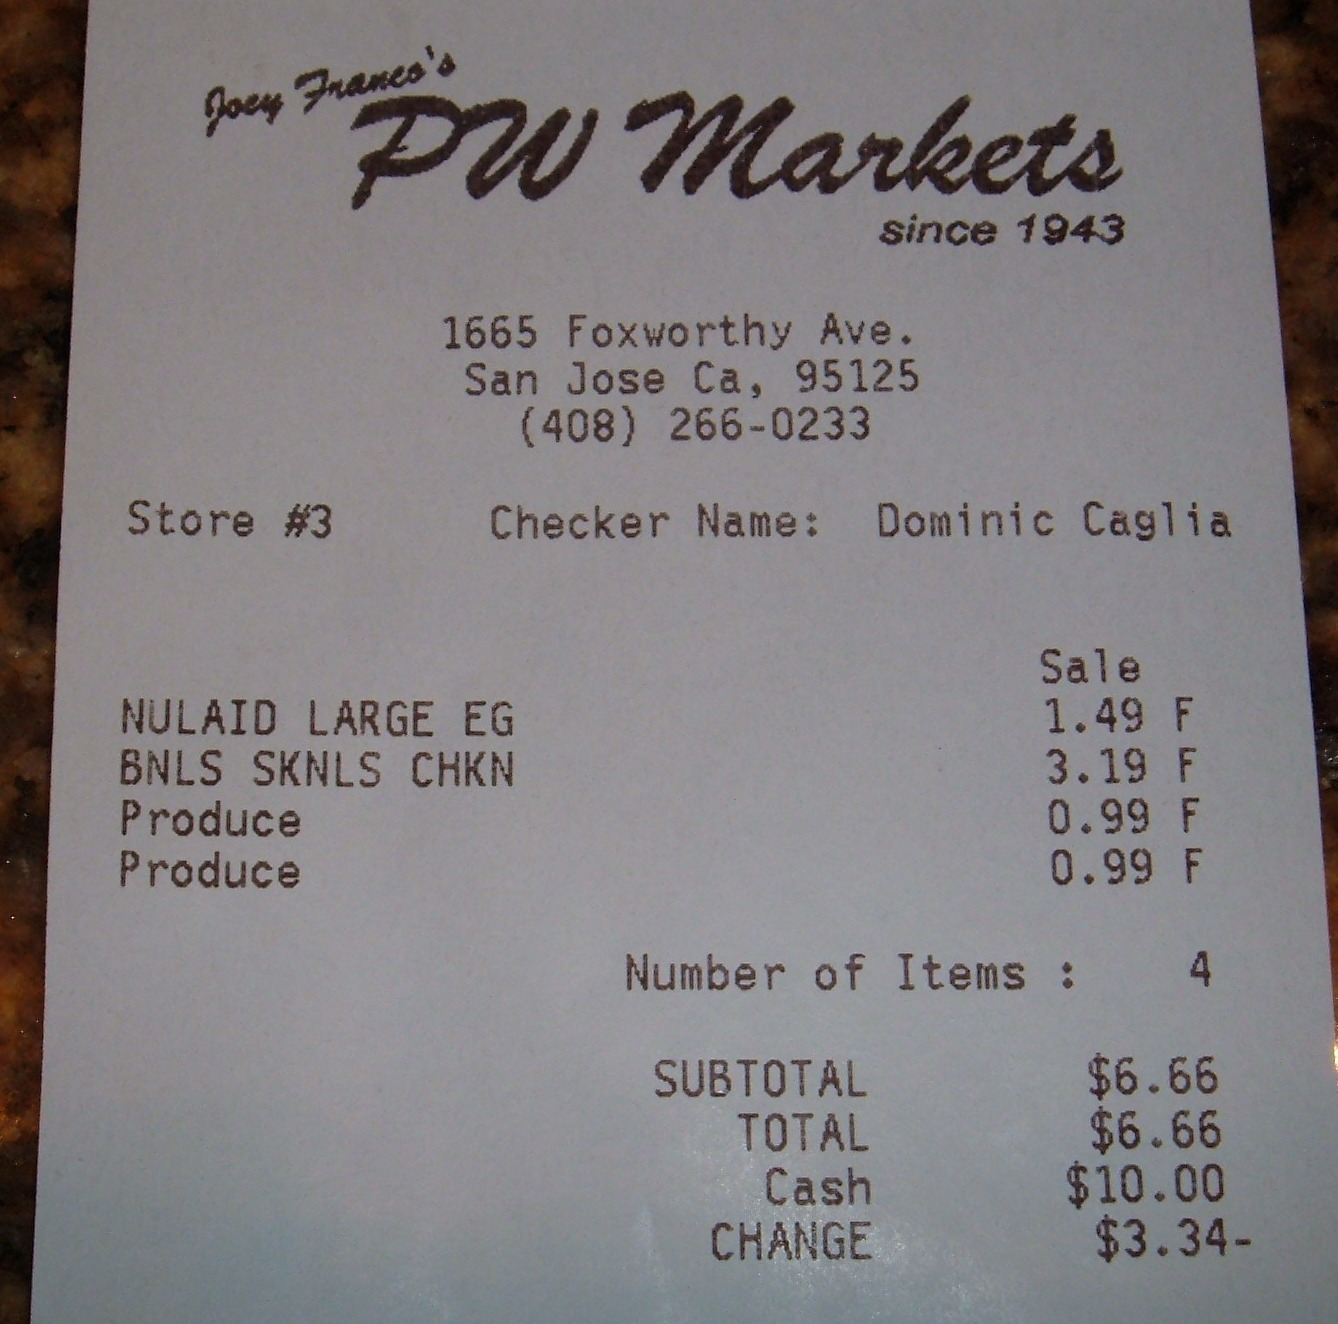 Joey Franco's
PW Markets
since 1943
1665 Foxworthy Ave.
San Jose Ca, 95125
(408) 266-0233
Store #3 Checker Name: Dominic Caglia
Sale
NULAID LARGE EG 1.49 F
BNLS SKNLS CHKN 3.19 F
Produce 0.99 F
Produce 0.99 F
Number of Items : 4
SUBTOTAL $6.66
TOTAL $6.66
Cash $10.00
CHANGE $3.34-